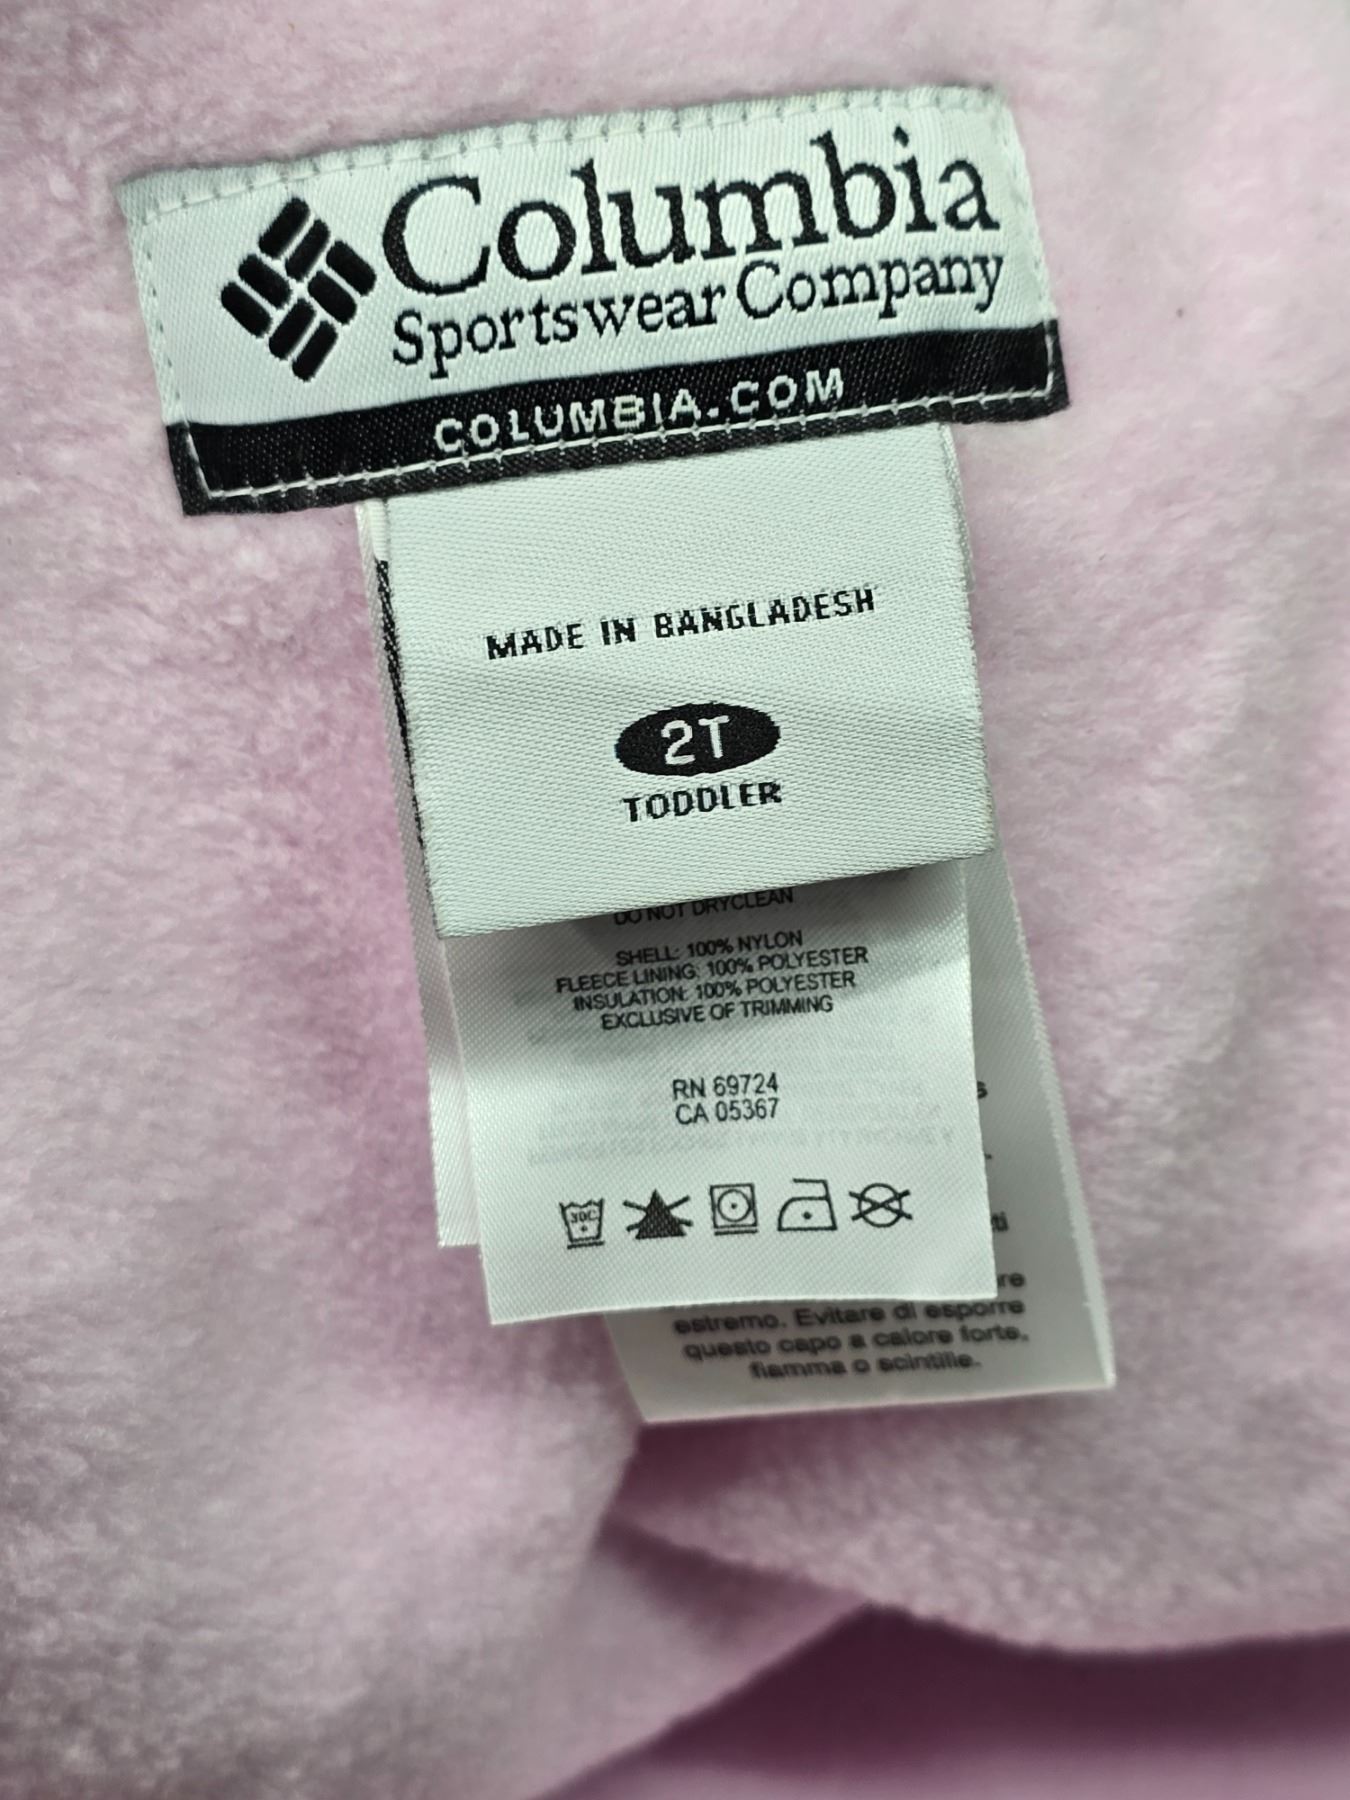 Columbia
Sportswear Company
COLUMBIA.COM
MADE IN BANGLADESH
2T
TODDLER
DO NOT DRYCLEAN
SHELL: 100% NYLON
FLEECE LINING: 100% POLYESTER
INSULATION: 100% POLYESTER
EXCLUSIVE OF TRIMMING
RN 69724
CA 05367
30C
estremo. Evitare di esporre
questo capo a calore forte,
fiamma o scintille.